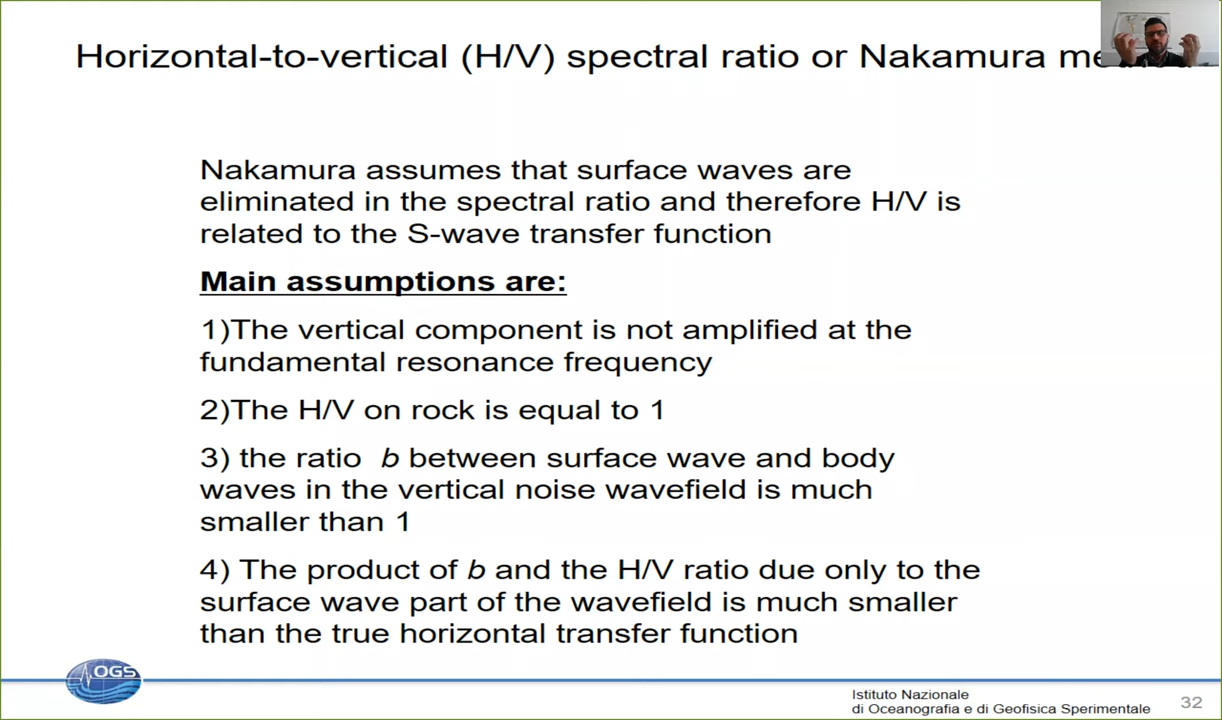 Horizontal-to-vertical (H/V) spectral ratio or Nakamura
Nakamura assumes that surface waves are
eliminated in the spectral ratio and therefore H/V is
related to the S-wave transfer function
Main assumptions are:
1)The vertical component is not amplified at the
fundamental resonance frequency
2)The H/V on rock is equal to 1
3) the ratio b between surface wave and body
waves in the vertical noise wavefield is much
smaller than 1
4) The product of b and the H/V ratio due only to the
surface wave part of the wavefield is much smaller
than the true horizontal transfer function
OGS
Istituto Nazionale
di Oceanografia e di Geofisica Sperimentale
32